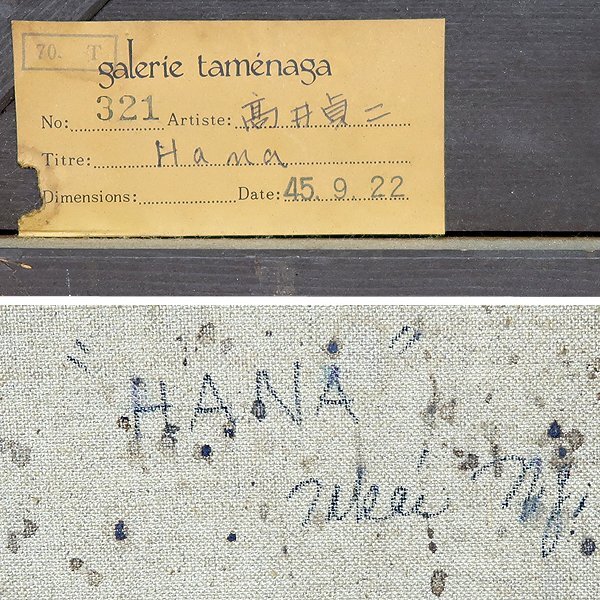 70. T
galerie taménaga
No: 321 Artiste: 高井貞二
Titre: Hana
Dimensions: Date: 45. 9. 22
"HANA"